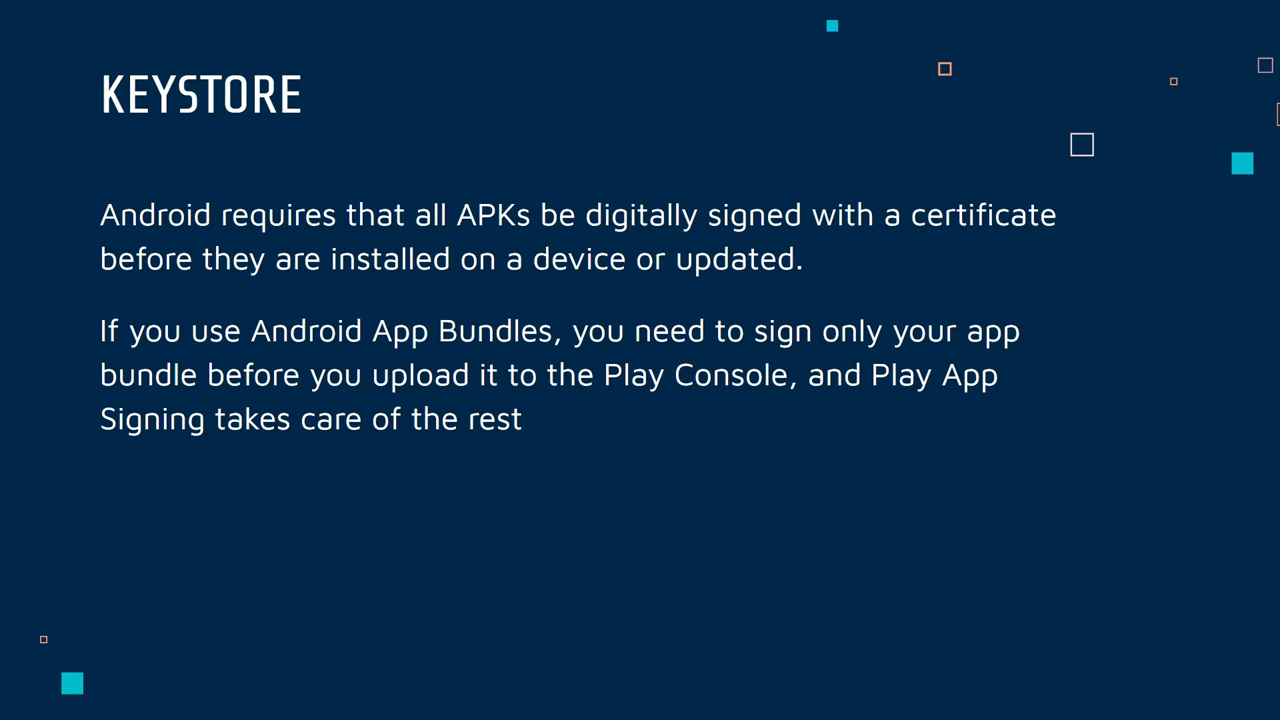 KEYSTORE
Android requires that all APKs be digitally signed with a certificate
before they are installed on a device or updated.
If you use Android App Bundles, you need to sign only your app
bundle before you upload it to the Play Console, and Play App
Signing takes care of the rest